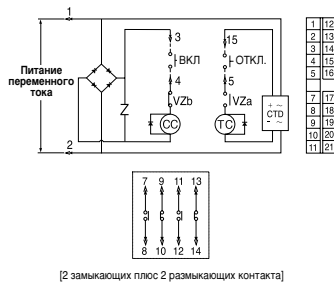 1
3
15
Питание
переменного
тока
ВКЛ
ОТКЛ.
4
5
VZb
VZa
CC
TC
+ ~
CTD
- ~
2
1 12
2 13
3 14
4 15
5 16
7 17
8 18
9 19
10 20
11 21
7 9 11 13
8 10 12 14
[2 замыкающих плюс 2 размыкающих контакта]